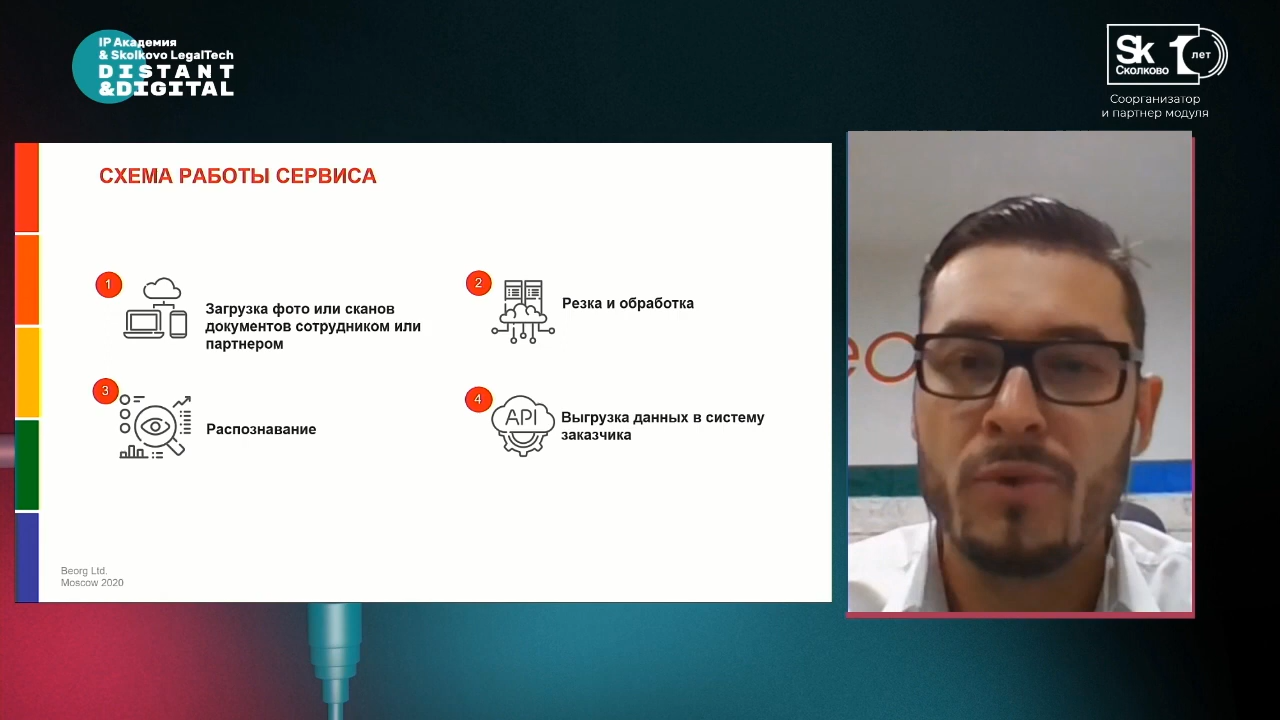 IP Академия
& Skolkovo LegalTech
DISTANT
&DIGITAL
Sk
Сколково
10
лет
Соорганизатор
и партнер модуля
СХЕМА РАБОТЫ СЕРВИСА
1
Загрузка фото или сканов
документов сотрудником или
партнером
2
Резка и обработка
3
Распознавание
4
API
Выгрузка данных в систему
заказчика
Beorg Ltd.
Moscow 2020
eo